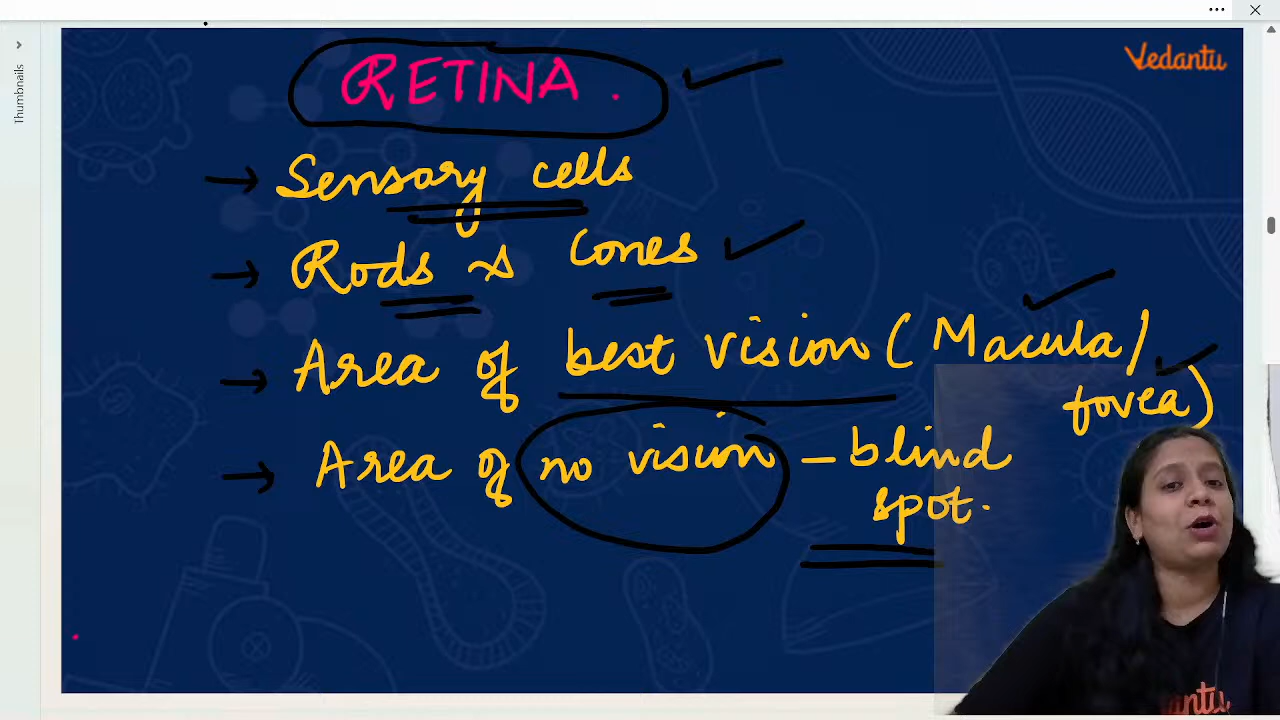 Thumbnails
Vedantu
RETINA.
→ Sensory cells
→ Rods & Cones
→ Area of best vision (Macula/
fovea)
→ Area of no vision – blind
spot.
Vedantu